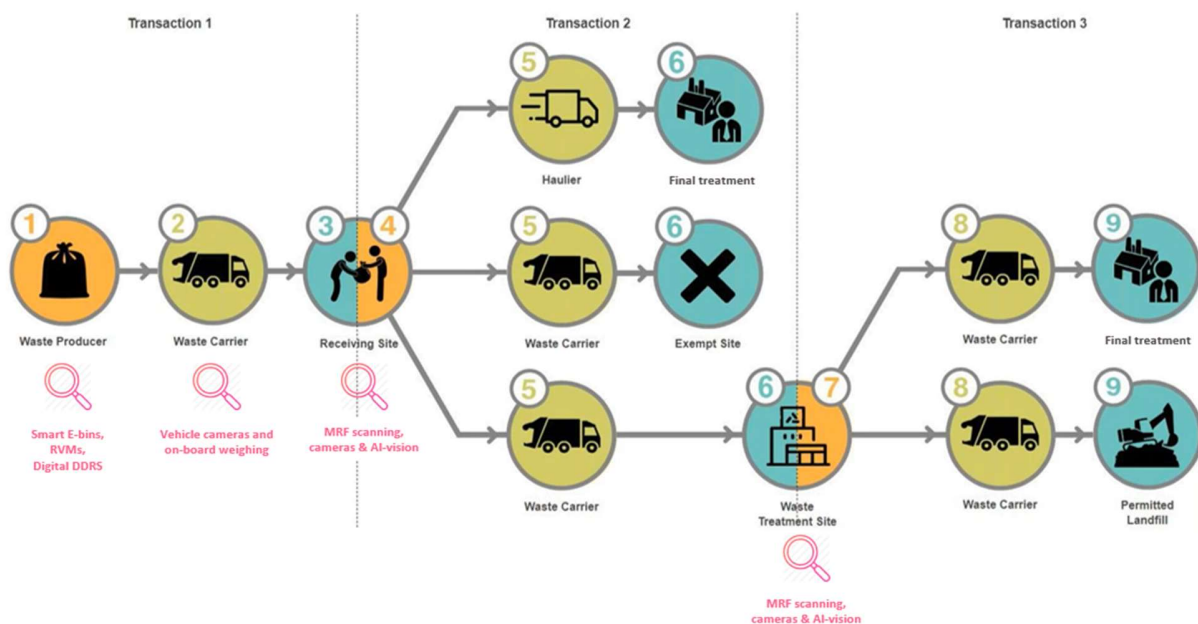 Transaction 1
Transaction 2
Transaction 3
5
6
Haulier
Final treatment
1
2
3
4
5
6
8
9
Waste Producer
Waste Carrier
Receiving Site
Waste Carrier
Exempt Site
Waste Carrier
Final treatment
Smart E-bins,
RVMs,
Digital DDRS
Vehicle cameras and
on-board weighing
MRF scanning,
cameras & AI-vision
5
6
7
8
9
Waste Carrier
Waste
Treatment Site
Waste Carrier
Permitted
Landfill
MRF scanning,
cameras & AI-vision